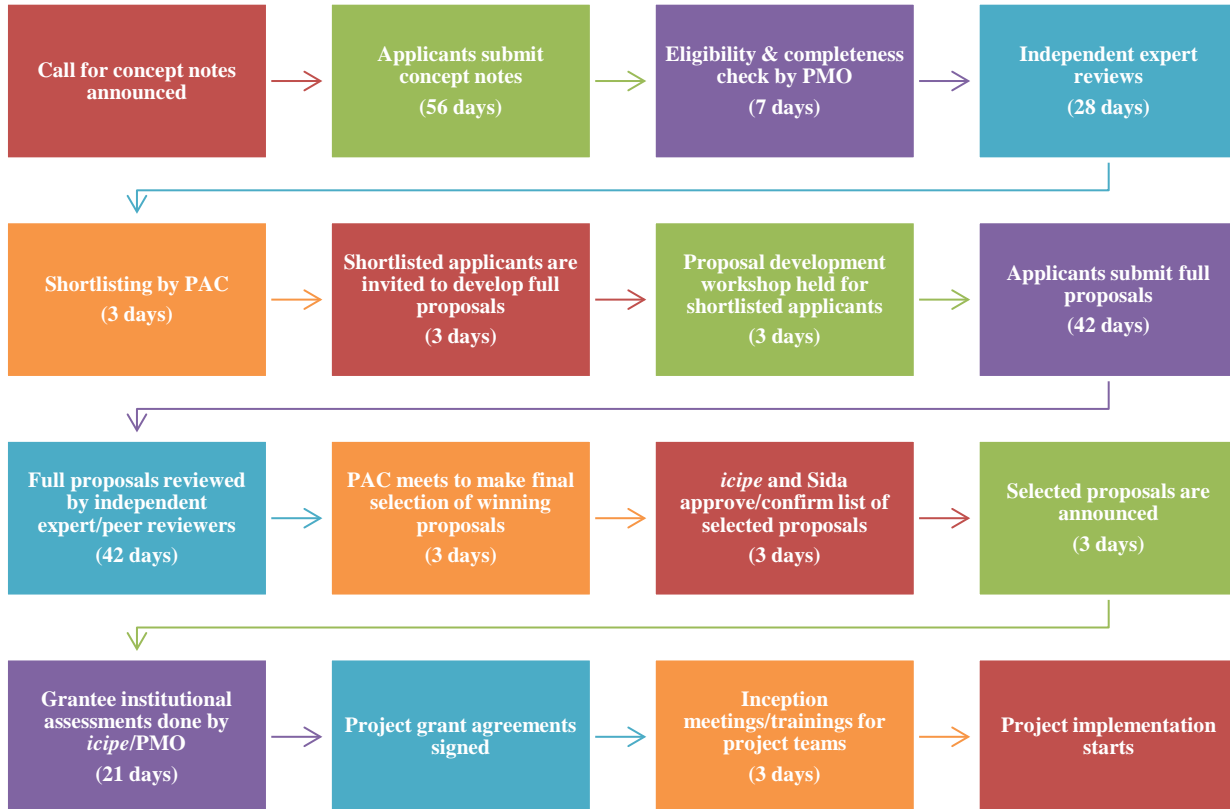 Call for concept notes
announced
Applicants submit
concept notes
(56 days)
Eligibility & completeness
check by PMO
(7 days)
Independent expert
reviews
(28 days)
Shortlisting by PAC
(3 days)
Shortlisted applicants are
invited to develop full
proposals
(3 days)
Proposal development
workshop held for
shortlisted applicants
(3 days)
Applicants submit full
proposals
(42 days)
Full proposals reviewed
by independent
expert/peer reviewers
(42 days)
PAC meets to make final
selection of winning
proposals
(3 days)
icipe and Sida
approve/confirm list of
selected proposals
(3 days)
Selected proposals are
announced
(3 days)
Grantee institutional
assessments done by
icipe/PMO
(21 days)
Project grant agreements
signed
Inception
meetings/trainings for
project teams
(3 days)
Project implementation
starts